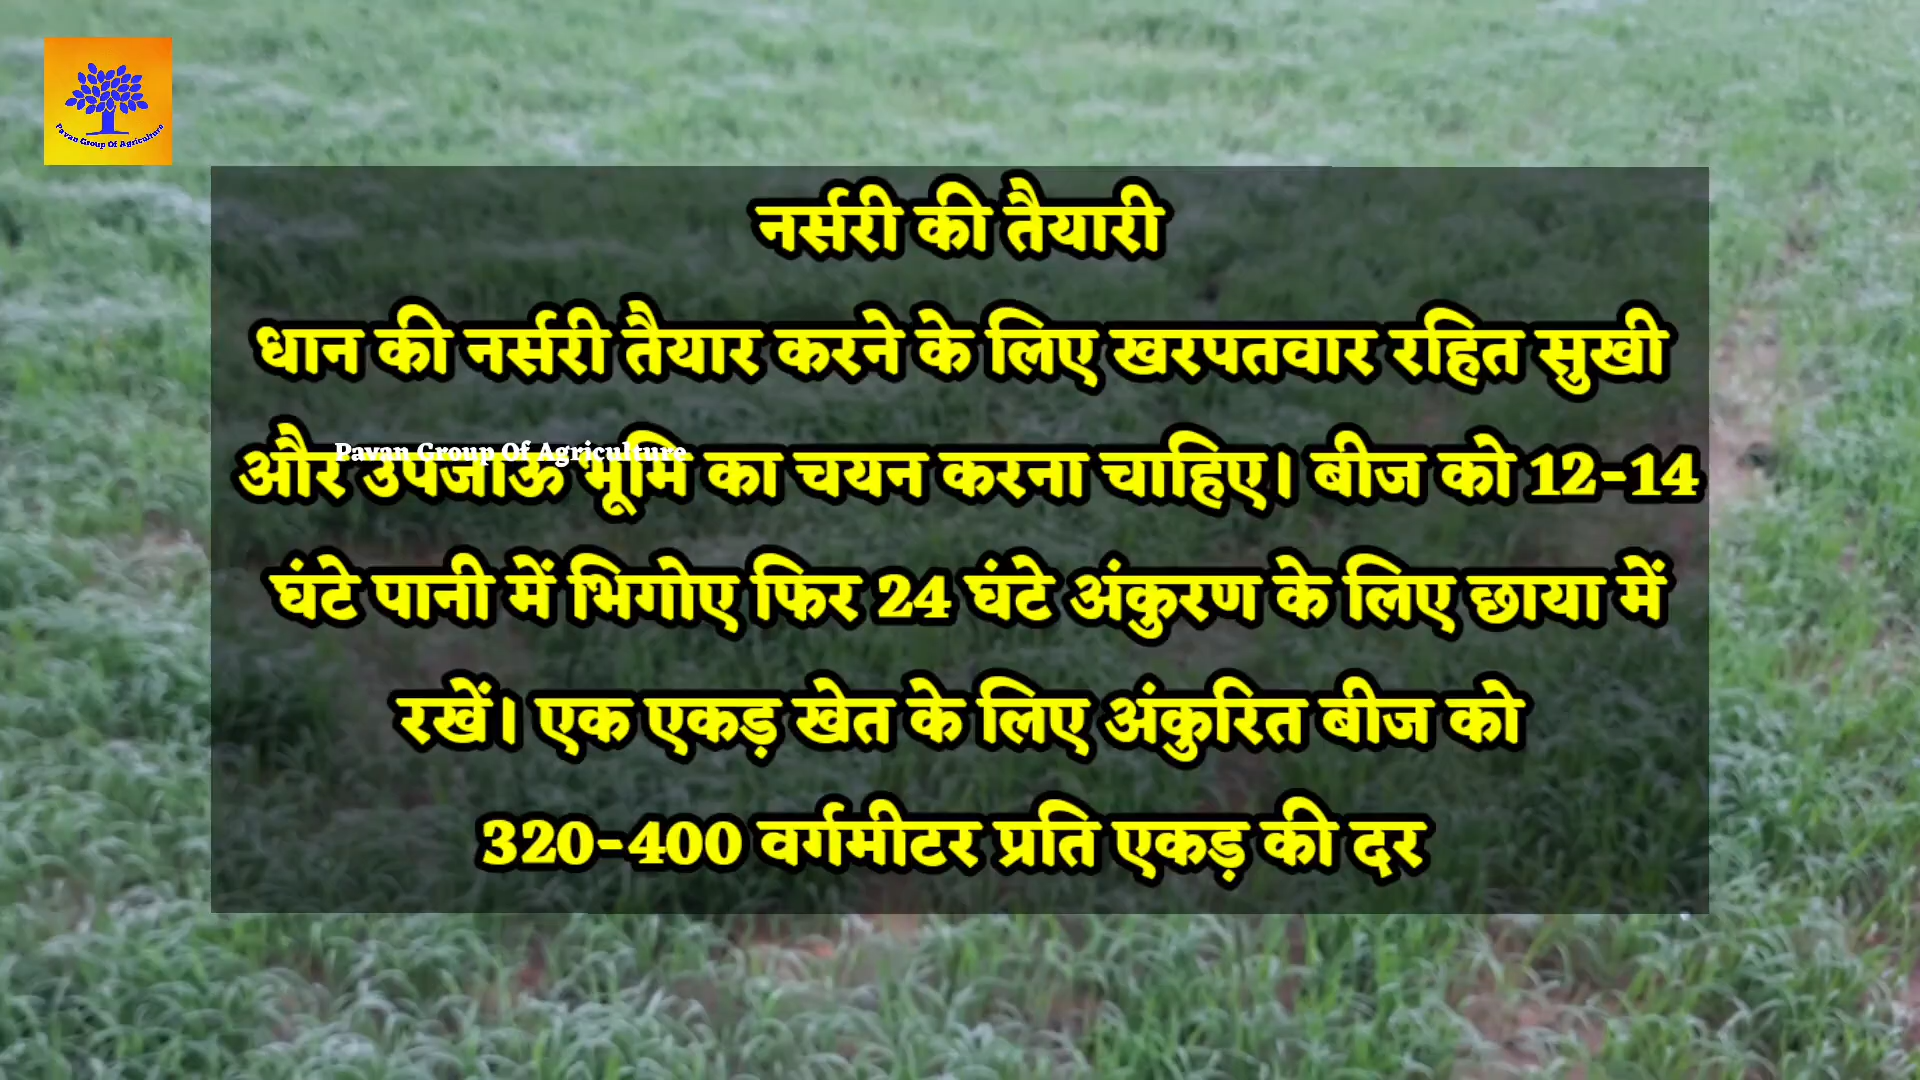 Pavan Group Of Agriculture
नर्सरी की तैयारी
धान की नर्सरी तैयार करने के लिए खरपतवार रहित सुखी
और उपजाऊ भूमि का चयन करना चाहिए। बीज को 12-14
Pavan Group Of Agriculture
घंटे पानी में भिगोए फिर 24 घंटे अंकुरण के लिए छाया में
रखें। एक एकड़ खेत के लिए अंकुरित बीज को
320-400 वर्गमीटर प्रति एकड़ की दर